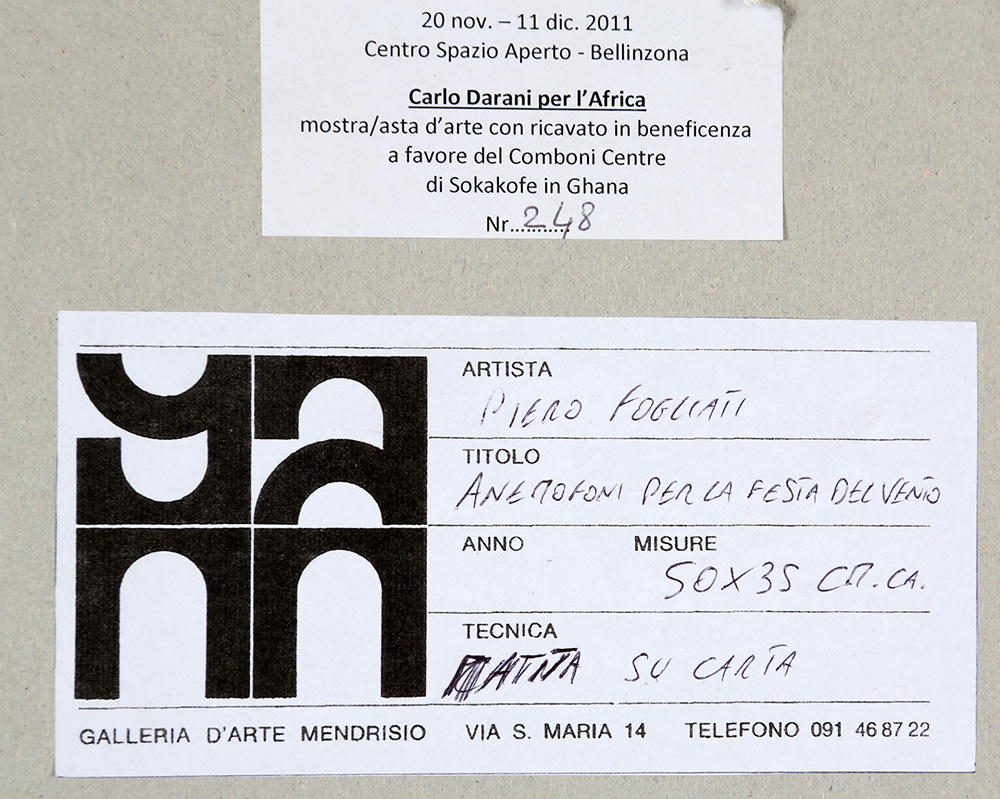 20 nov. – 11 dic. 2011
Centro Spazio Aperto - Bellinzona
Carlo Darani per l'Africa
mostra/asta d'arte con ricavato in beneficenza
a favore del Comboni Centre
di Sokakofe in Ghana
Nr..........248
yann
ARTISTA
PIERO FOGLIATI
TITOLO
ANEMOFONI PER LA FESTA DEL VENTO
ANNO MISURE
50X35 CM. CA.
TECNICA
SU CARTA
GALLERIA D'ARTE MENDRISIO VIA S. MARIA 14 TELEFONO 091 46 87 22